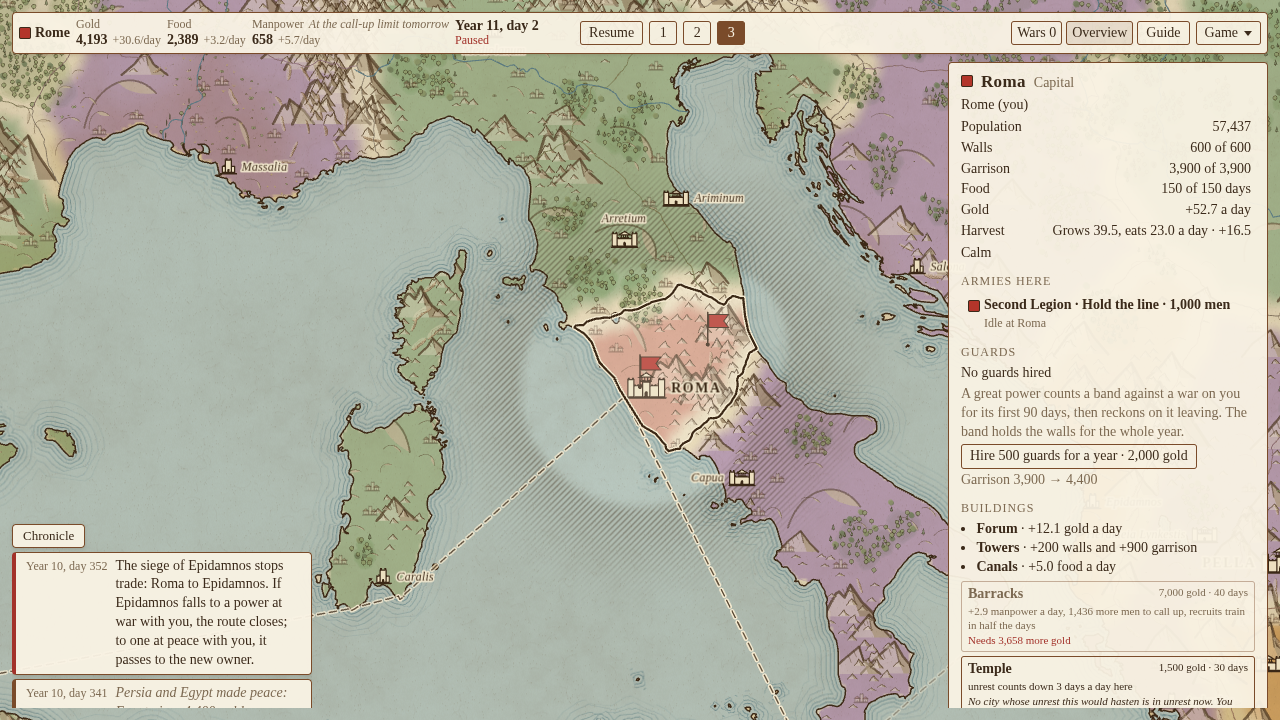 Rome
Gold
4,193 +30.6/day
Food
2,389 +3.2/day
Manpower At the call-up limit tomorrow
658 +5.7/day
Year 11, day 2
Paused
Resume
1
2
3
Wars 0
Overview
Guide
Game
Massalia
Ariminum
Arretium
ROMA
Capua
Caralis
Chronicle
Year 10, day 352
The siege of Epidamnos stops
trade: Roma to Epidamnos. If
Epidamnos falls to a power at
war with you, the route closes;
to one at peace with you, it
passes to the new owner.
Year 10, day 341
Persia and Egypt made peace:
Roma Capital
Rome (you)
Population 57,437
Walls 600 of 600
Garrison 3,900 of 3,900
Food 150 of 150 days
Gold +52.7 a day
Harvest Grows 39.5, eats 23.0 a day · +16.5
Calm
ARMIES HERE
Second Legion · Hold the line · 1,000 men
Idle at Roma
GUARDS
No guards hired
A great power counts a band against a war on you
for its first 90 days, then reckons on it leaving. The
band holds the walls for the whole year.
Hire 500 guards for a year · 2,000 gold
Garrison 3,900 → 4,400
BUILDINGS
• Forum · +12.1 gold a day
• Towers · +200 walls and +900 garrison
• Canals · +5.0 food a day
Barracks 7,000 gold · 40 days
+2.9 manpower a day, 1,436 more men to call up, recruits train
in half the days
Needs 3,658 more gold
Temple 1,500 gold · 30 days
unrest counts down 3 days a day here
No city whose unrest this would hasten is in unrest now. You